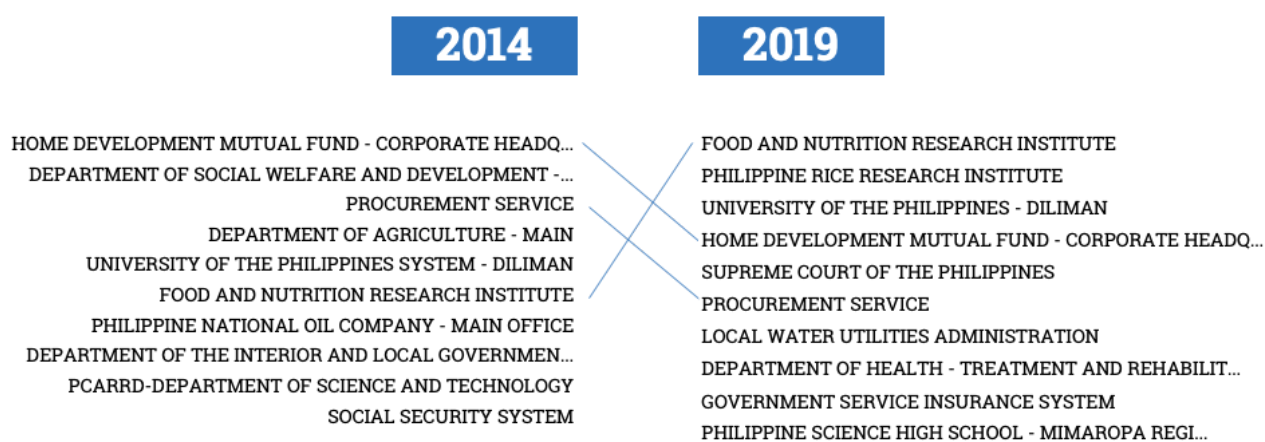 2014
2019
HOME DEVELOPMENT MUTUAL FUND - CORPORATE HEADQ...
DEPARTMENT OF SOCIAL WELFARE AND DEVELOPMENT -...
PROCUREMENT SERVICE
DEPARTMENT OF AGRICULTURE - MAIN
UNIVERSITY OF THE PHILIPPINES SYSTEM - DILIMAN
FOOD AND NUTRITION RESEARCH INSTITUTE
PHILIPPINE NATIONAL OIL COMPANY - MAIN OFFICE
DEPARTMENT OF THE INTERIOR AND LOCAL GOVERNMEN...
PCARRD-DEPARTMENT OF SCIENCE AND TECHNOLOGY
SOCIAL SECURITY SYSTEM
FOOD AND NUTRITION RESEARCH INSTITUTE
PHILIPPINE RICE RESEARCH INSTITUTE
UNIVERSITY OF THE PHILIPPINES - DILIMAN
HOME DEVELOPMENT MUTUAL FUND - CORPORATE HEADQ...
SUPREME COURT OF THE PHILIPPINES
PROCUREMENT SERVICE
LOCAL WATER UTILITIES ADMINISTRATION
DEPARTMENT OF HEALTH - TREATMENT AND REHABILIT...
GOVERNMENT SERVICE INSURANCE SYSTEM
PHILIPPINE SCIENCE HIGH SCHOOL - MIMAROPA REGI...